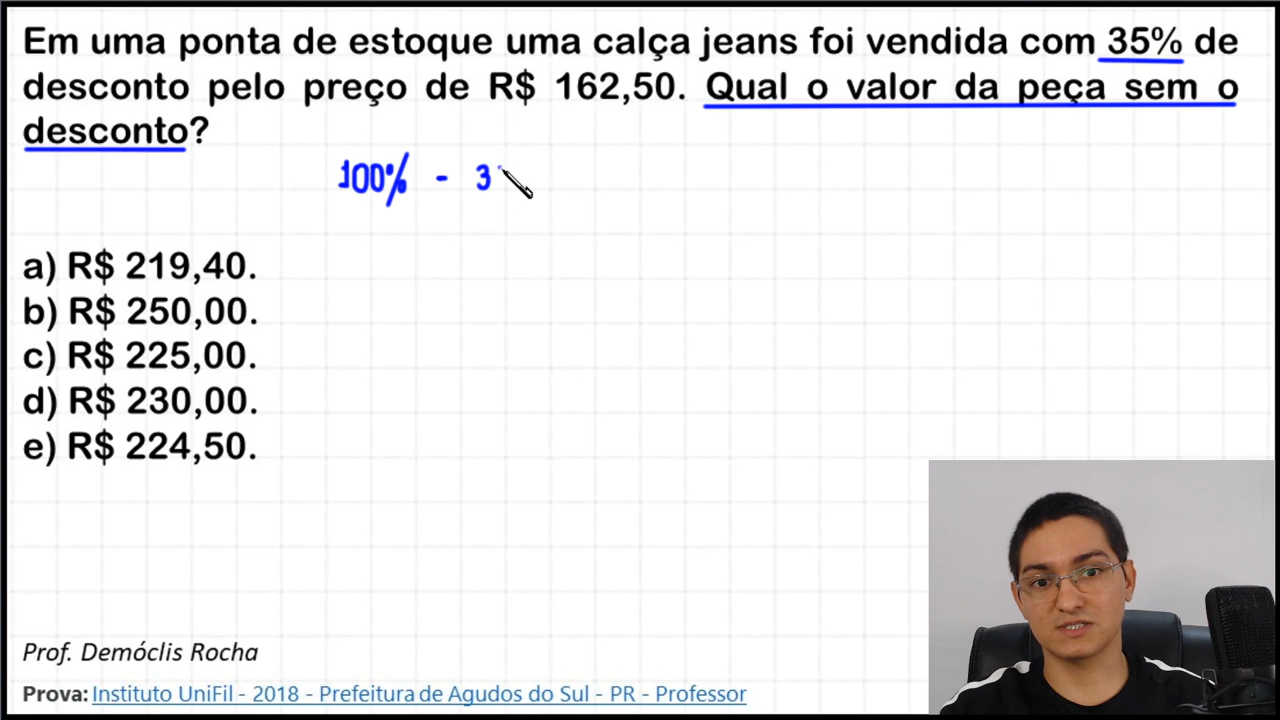 Em uma ponta de estoque uma calça jeans foi vendida com 35% de
desconto pelo preço de R$ 162,50. Qual o valor da peça sem o
desconto?
100% - 3
a) R$ 219,40.
b) R$ 250,00.
c) R$ 225,00.
d) R$ 230,00.
e) R$ 224,50.
Prof. Demóclis Rocha
Prova: Instituto UniFil - 2018 - Prefeitura de Agudos do Sul - PR - Professor